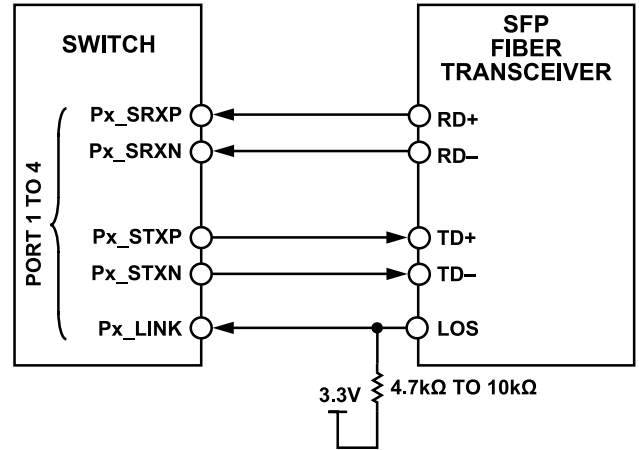 SWITCH
SFP
FIBER
TRANSCEIVER
PORT 1 TO 4
Px_SRXP
RD+
Px_SRXN
RD–
Px_STXP
TD+
Px_STXN
TD–
Px_LINK
LOS
3.3V
4.7kΩ TO 10kΩ